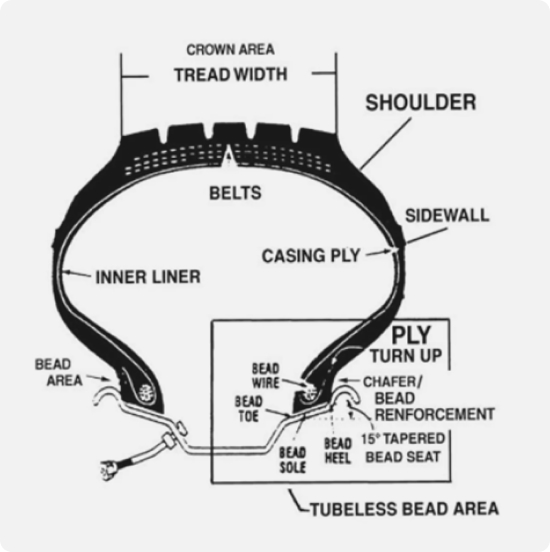 CROWN AREA
TREAD WIDTH
SHOULDER
BELTS
SIDEWALL
CASING PLY
INNER LINER
PLY
TURN UP
BEAD
AREA
BEAD
WIRE
CHAFER/
BEAD
RENFORCEMENT
BEAD
TOE
15° TAPERED
BEAD SEAT
BEAD
SOLE
BEAD
HEEL
TUBELESS BEAD AREA